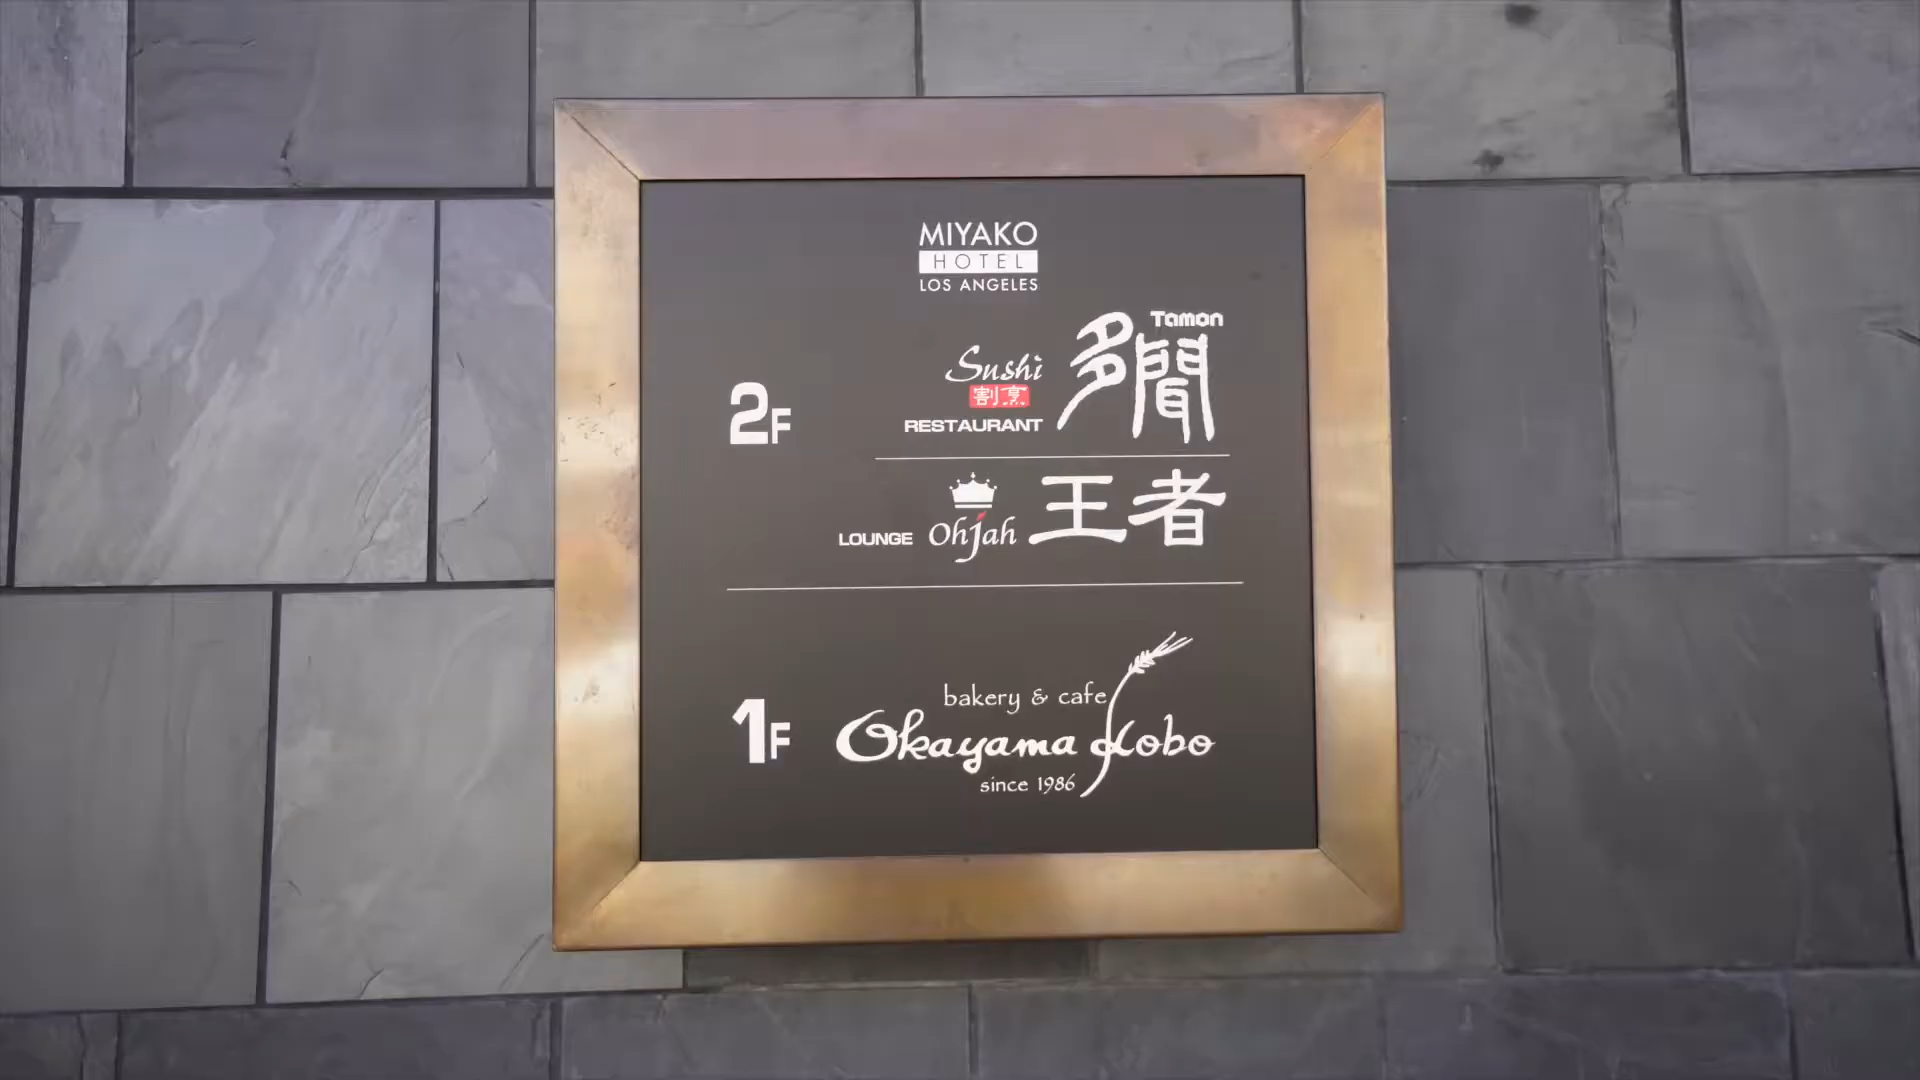 MIYAKO
HOTEL
LOS ANGELES
2F
Sushi
割烹
RESTAURANT
Tamon
多聞
LOUNGE Ohjah 王者
1F
bakery & cafe
Okayama Kobo
since 1986